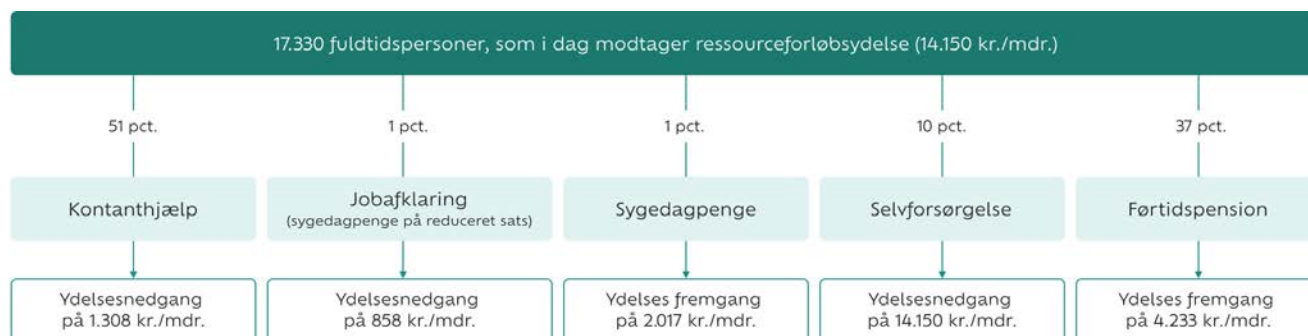 17.330 fuldtidspersoner, som i dag modtager ressourceforløbsydelse (14.150 kr./mdr.)
51 pct.
1 pct.
1 pct.
10 pct.
37 pct.
Kontanthjælp
Jobafklaring
(sygedagpenge på reduceret sats)
Sygedagpenge
Selvforsørgelse
Førtidspension
Ydelsesnedgang
på 1.308 kr./mdr.
Ydelsesnedgang
på 858 kr./mdr.
Ydelses fremgang
på 2.017 kr./mdr.
Ydelsesnedgang
på 14.150 kr./mdr.
Ydelses fremgang
på 4.233 kr./mdr.